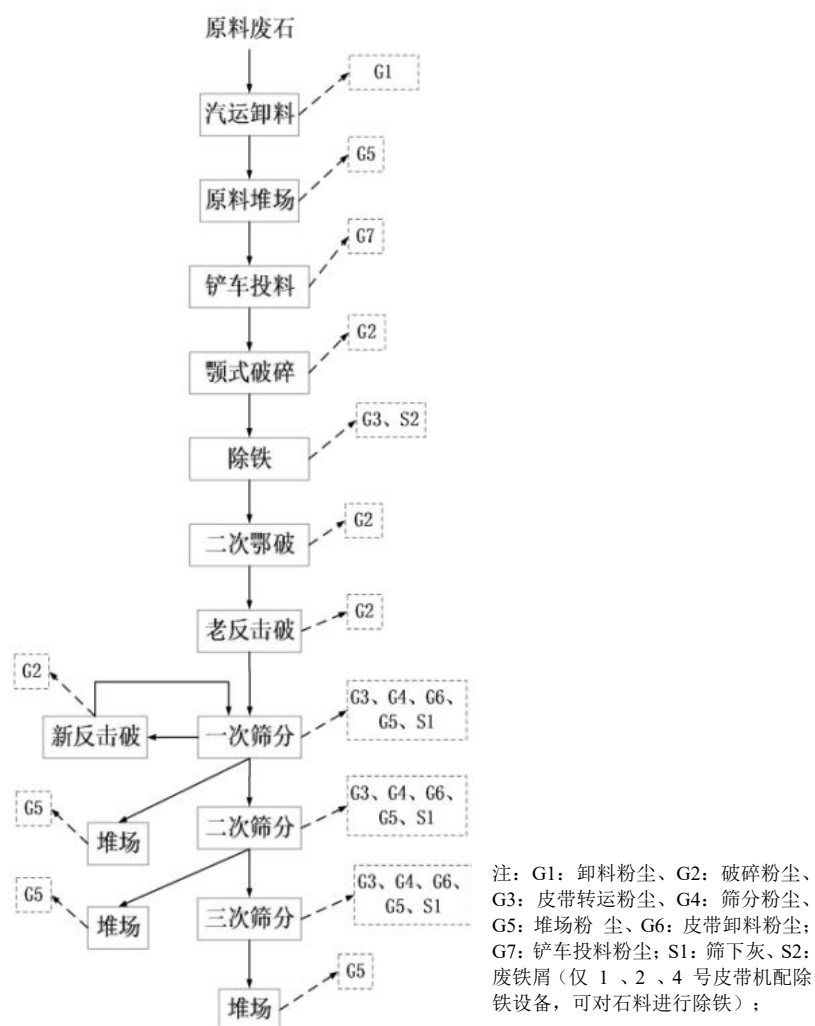 原料废石
G1
汽运卸料
G5
原料堆场
G7
铲车投料
G2
颚式破碎
G3、S2
除铁
G2
二次鄂破
G2
老反击破
G2
G3、G4、G6、
G5、S1
新反击破
一次筛分
G3、G4、G6、
G5、S1
G5
二次筛分
堆场
G3、G4、G6、
G5、S1
G5
堆场
三次筛分
G5
堆场
注：G1：卸料粉尘、G2：破碎粉尘、
G3：皮带转运粉尘、G4：筛分粉尘、
G5：堆场粉 尘、G6：皮带卸料粉尘；
G7：铲车投料粉尘；S1：筛下灰、S2：
废铁屑（仅 1 、2 、4 号皮带机配除
铁设备，可对石料进行除铁）；